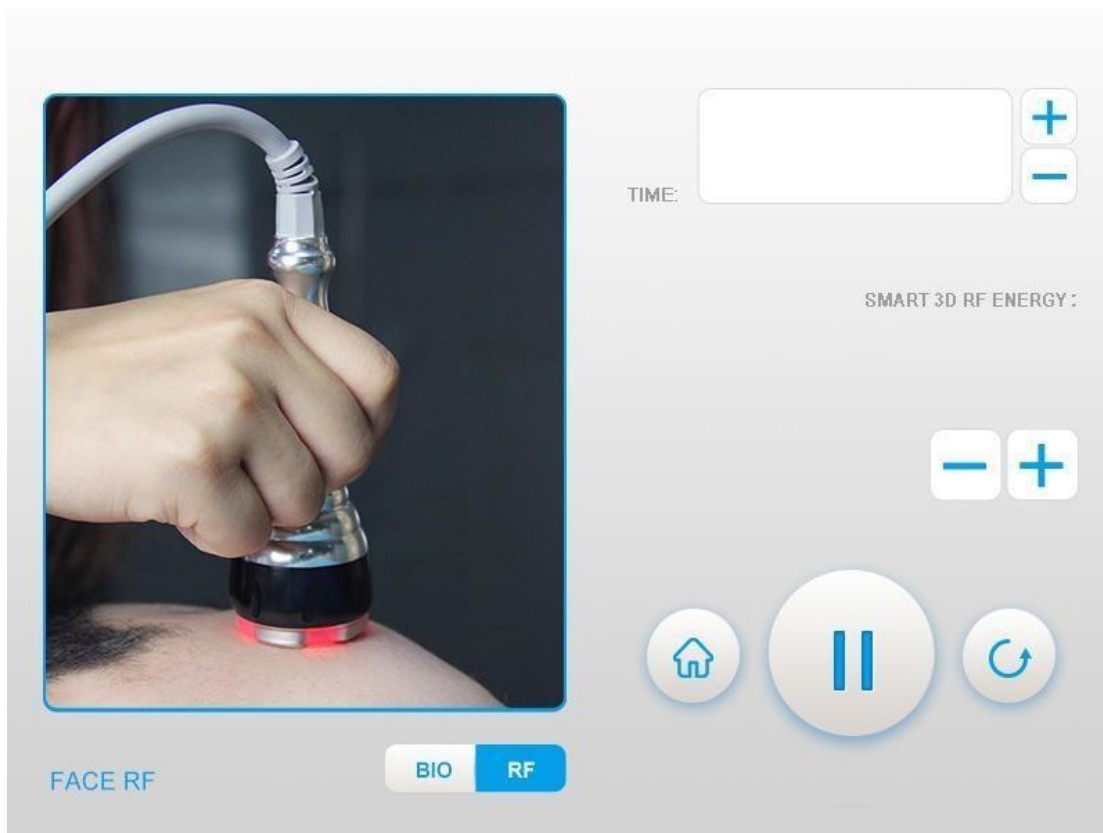 TIME:
SMART 3D RF ENERGY :
FACE RF
BIO
RF